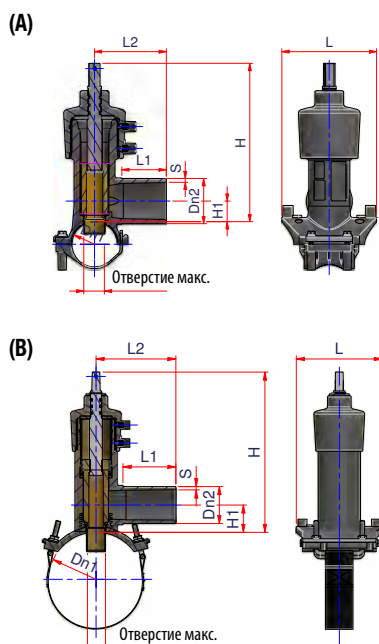 (A)
L2
L
H
L1
S
Dn2
H1
Отверстие макс.
(B)
L2
L
H
L1
S
Dn2
H1
Dn1
Отверстие макс.